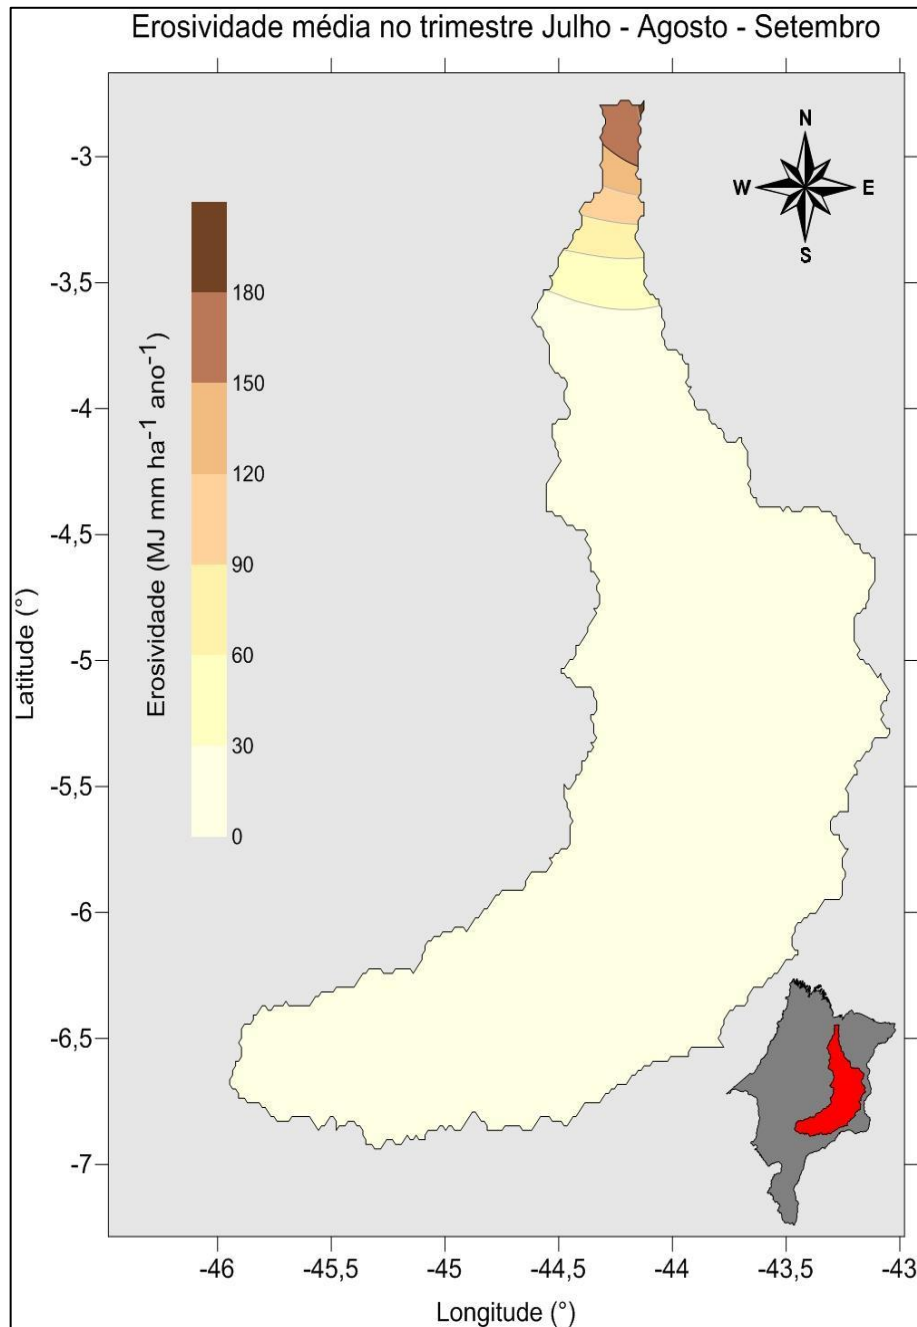 Erosividade média no trimestre Julho - Agosto - Setembro
N
W
E
S
Erosividade (MJ mm ha⁻¹ ano⁻¹)
180
150
120
90
60
30
0
Latitude (°)
-3
-3,5
-4
-4,5
-5
-5,5
-6
-6,5
-7
-46
-45,5
-45
-44,5
-44
-43,5
-43
Longitude (°)